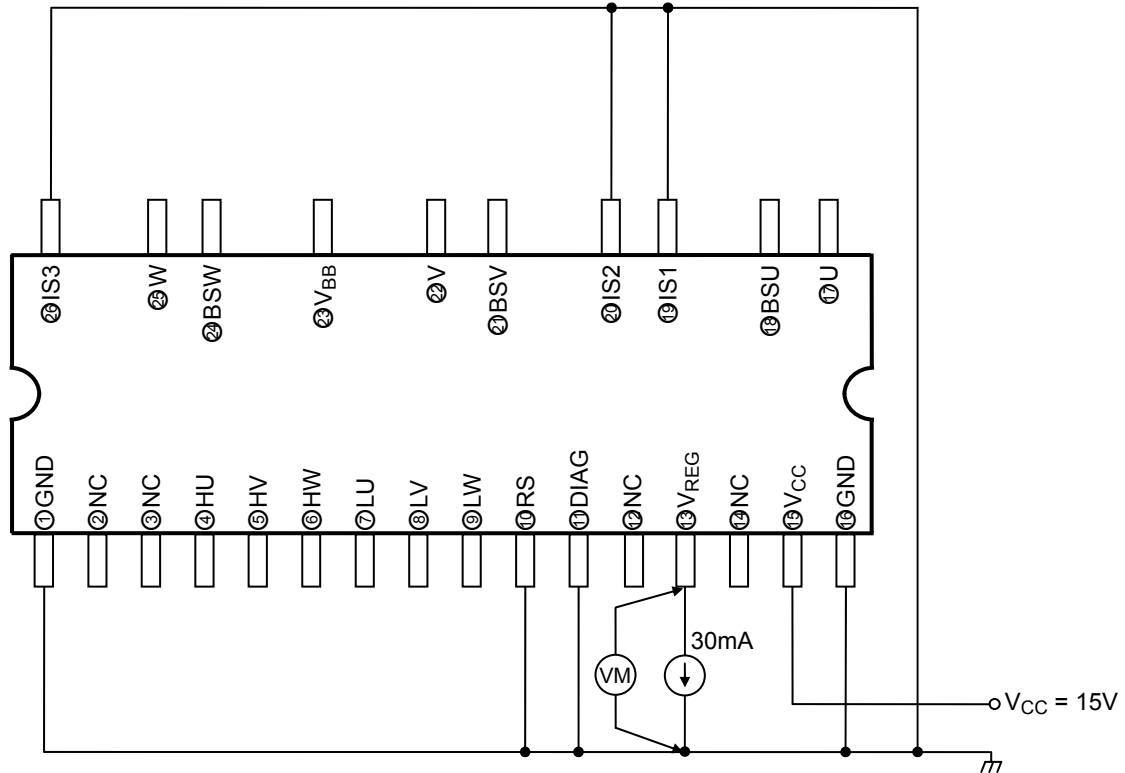 ㉖IS3
㉕W
㉔BSW
㉓VBB
㉒V
㉑BSV
⑳IS2
⑲IS1
⑱BSU
⑰U
①GND
②NC
③NC
④HU
⑤HV
⑥HW
⑦LU
⑧LV
⑨LW
⑩RS
⑪DIAG
⑫NC
⑬VREG
⑭NC
⑮VCC
⑯GND
30mA
VM
VCC = 15V